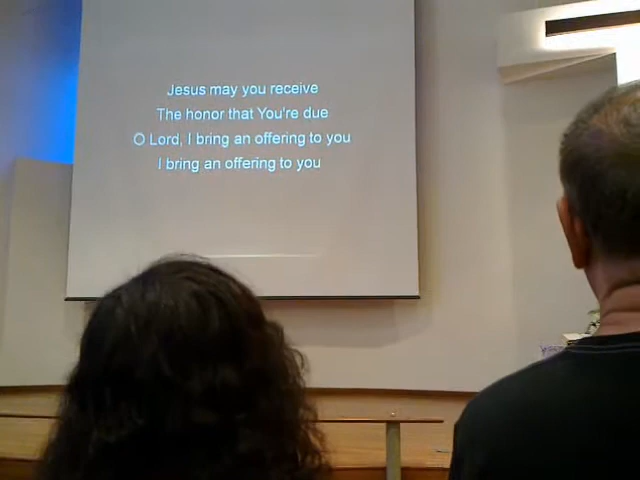 Jesus may you receive
The honor that You're due
O Lord, I bring an offering to you
I bring an offering to you